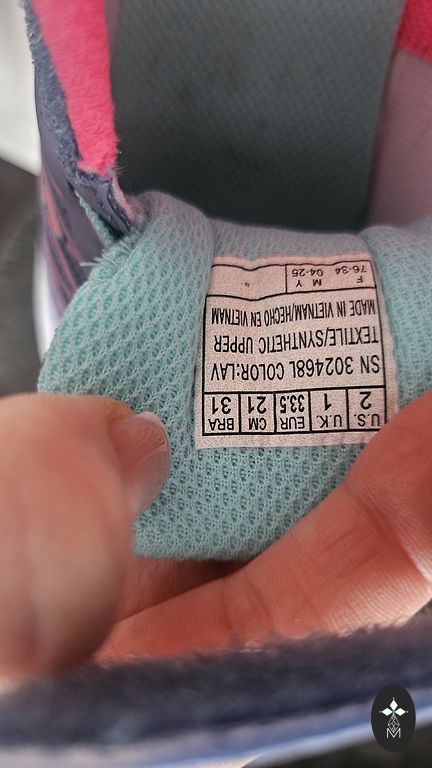 U.S. U.K. EUR CM BRA
2 1 33.5 21 31
SN 302468L COLOR:LAV
TEXTILE/SYNTHETIC UPPER
MADE IN VIETNAM/HECHO EN VIETNAM
F M Y
76-34 04-25
M